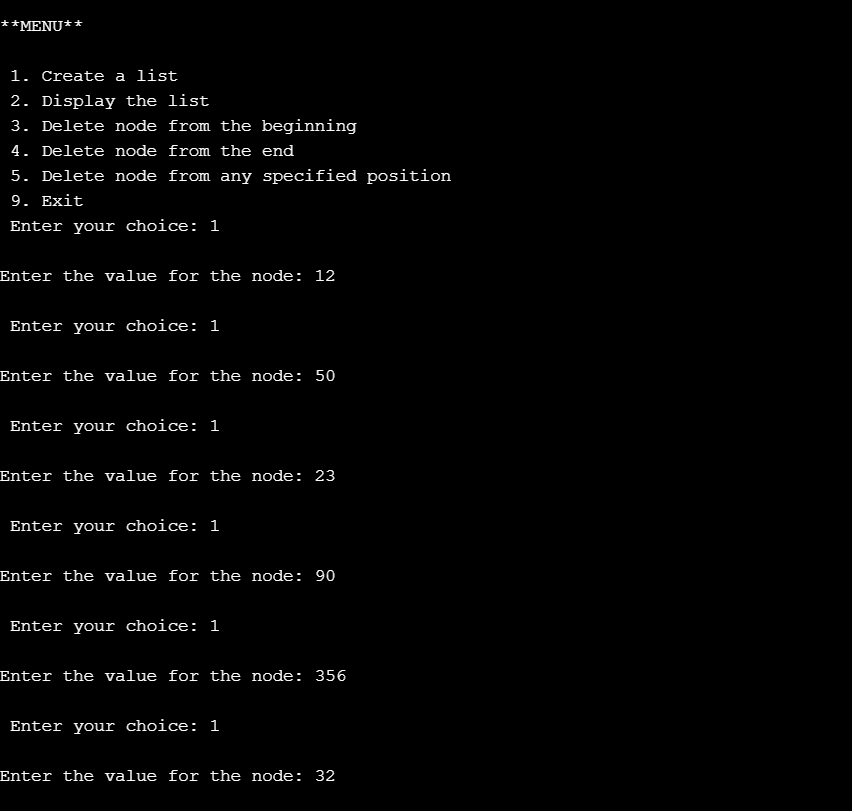 **MENU**
1. Create a list
2. Display the list
3. Delete node from the beginning
4. Delete node from the end
5. Delete node from any specified position
9. Exit
Enter your choice: 1
Enter the value for the node: 12
Enter your choice: 1
Enter the value for the node: 50
Enter your choice: 1
Enter the value for the node: 23
Enter your choice: 1
Enter the value for the node: 90
Enter your choice: 1
Enter the value for the node: 356
Enter your choice: 1
Enter the value for the node: 32